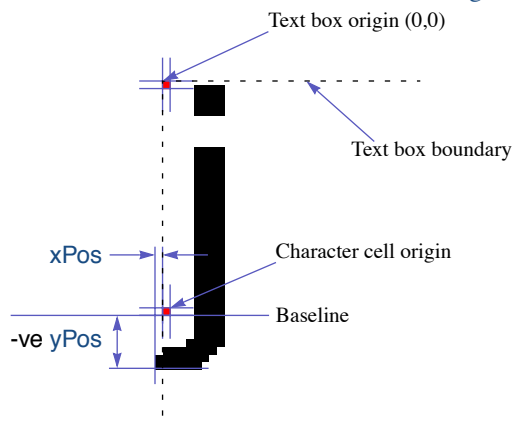 Text box origin (0,0)
Text box boundary
xPos
Character cell origin
Baseline
-ve yPos